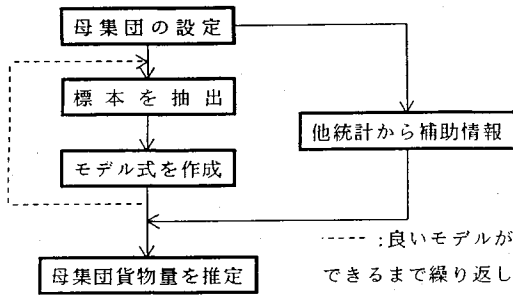 母集団の設定
標本を抽出
他統計から補助情報
モデル式を作成
----- :良いモデルが
できるまで繰り返し
母集団貨物量を推定